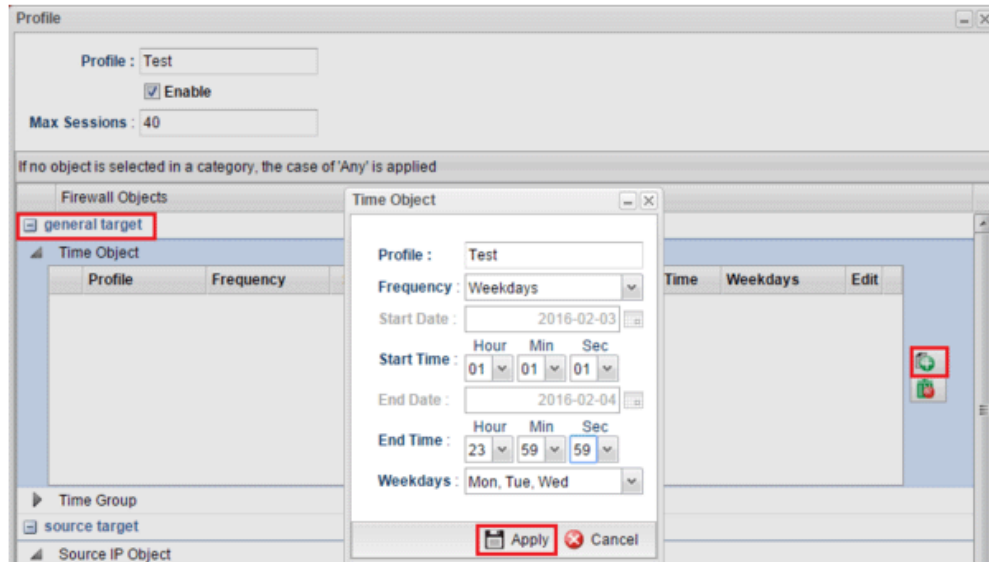 Profile
Profile : Test
Enable
Max Sessions : 40
If no object is selected in a category, the case of 'Any' is applied
Firewall Objects
general target
Time Object
Profile Frequency Time Weekdays Edit
Time Object
Profile : Test
Frequency : Weekdays
Start Date : 2016-02-03
Hour Min Sec
Start Time : 01 01 01
End Date : 2016-02-04
Hour Min Sec
End Time : 23 59 59
Weekdays : Mon, Tue, Wed
Apply Cancel
Time Group
source target
Source IP Object